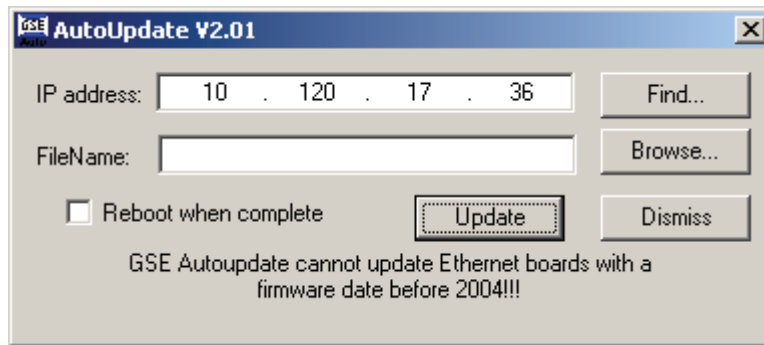 GSE
Auto
AutoUpdate V2.01
IP address: 10 . 120 . 17 . 36 Find...
FileName: Browse...
Reboot when complete Update Dismiss
GSE Autoupdate cannot update Ethernet boards with a
firmware date before 2004!!!